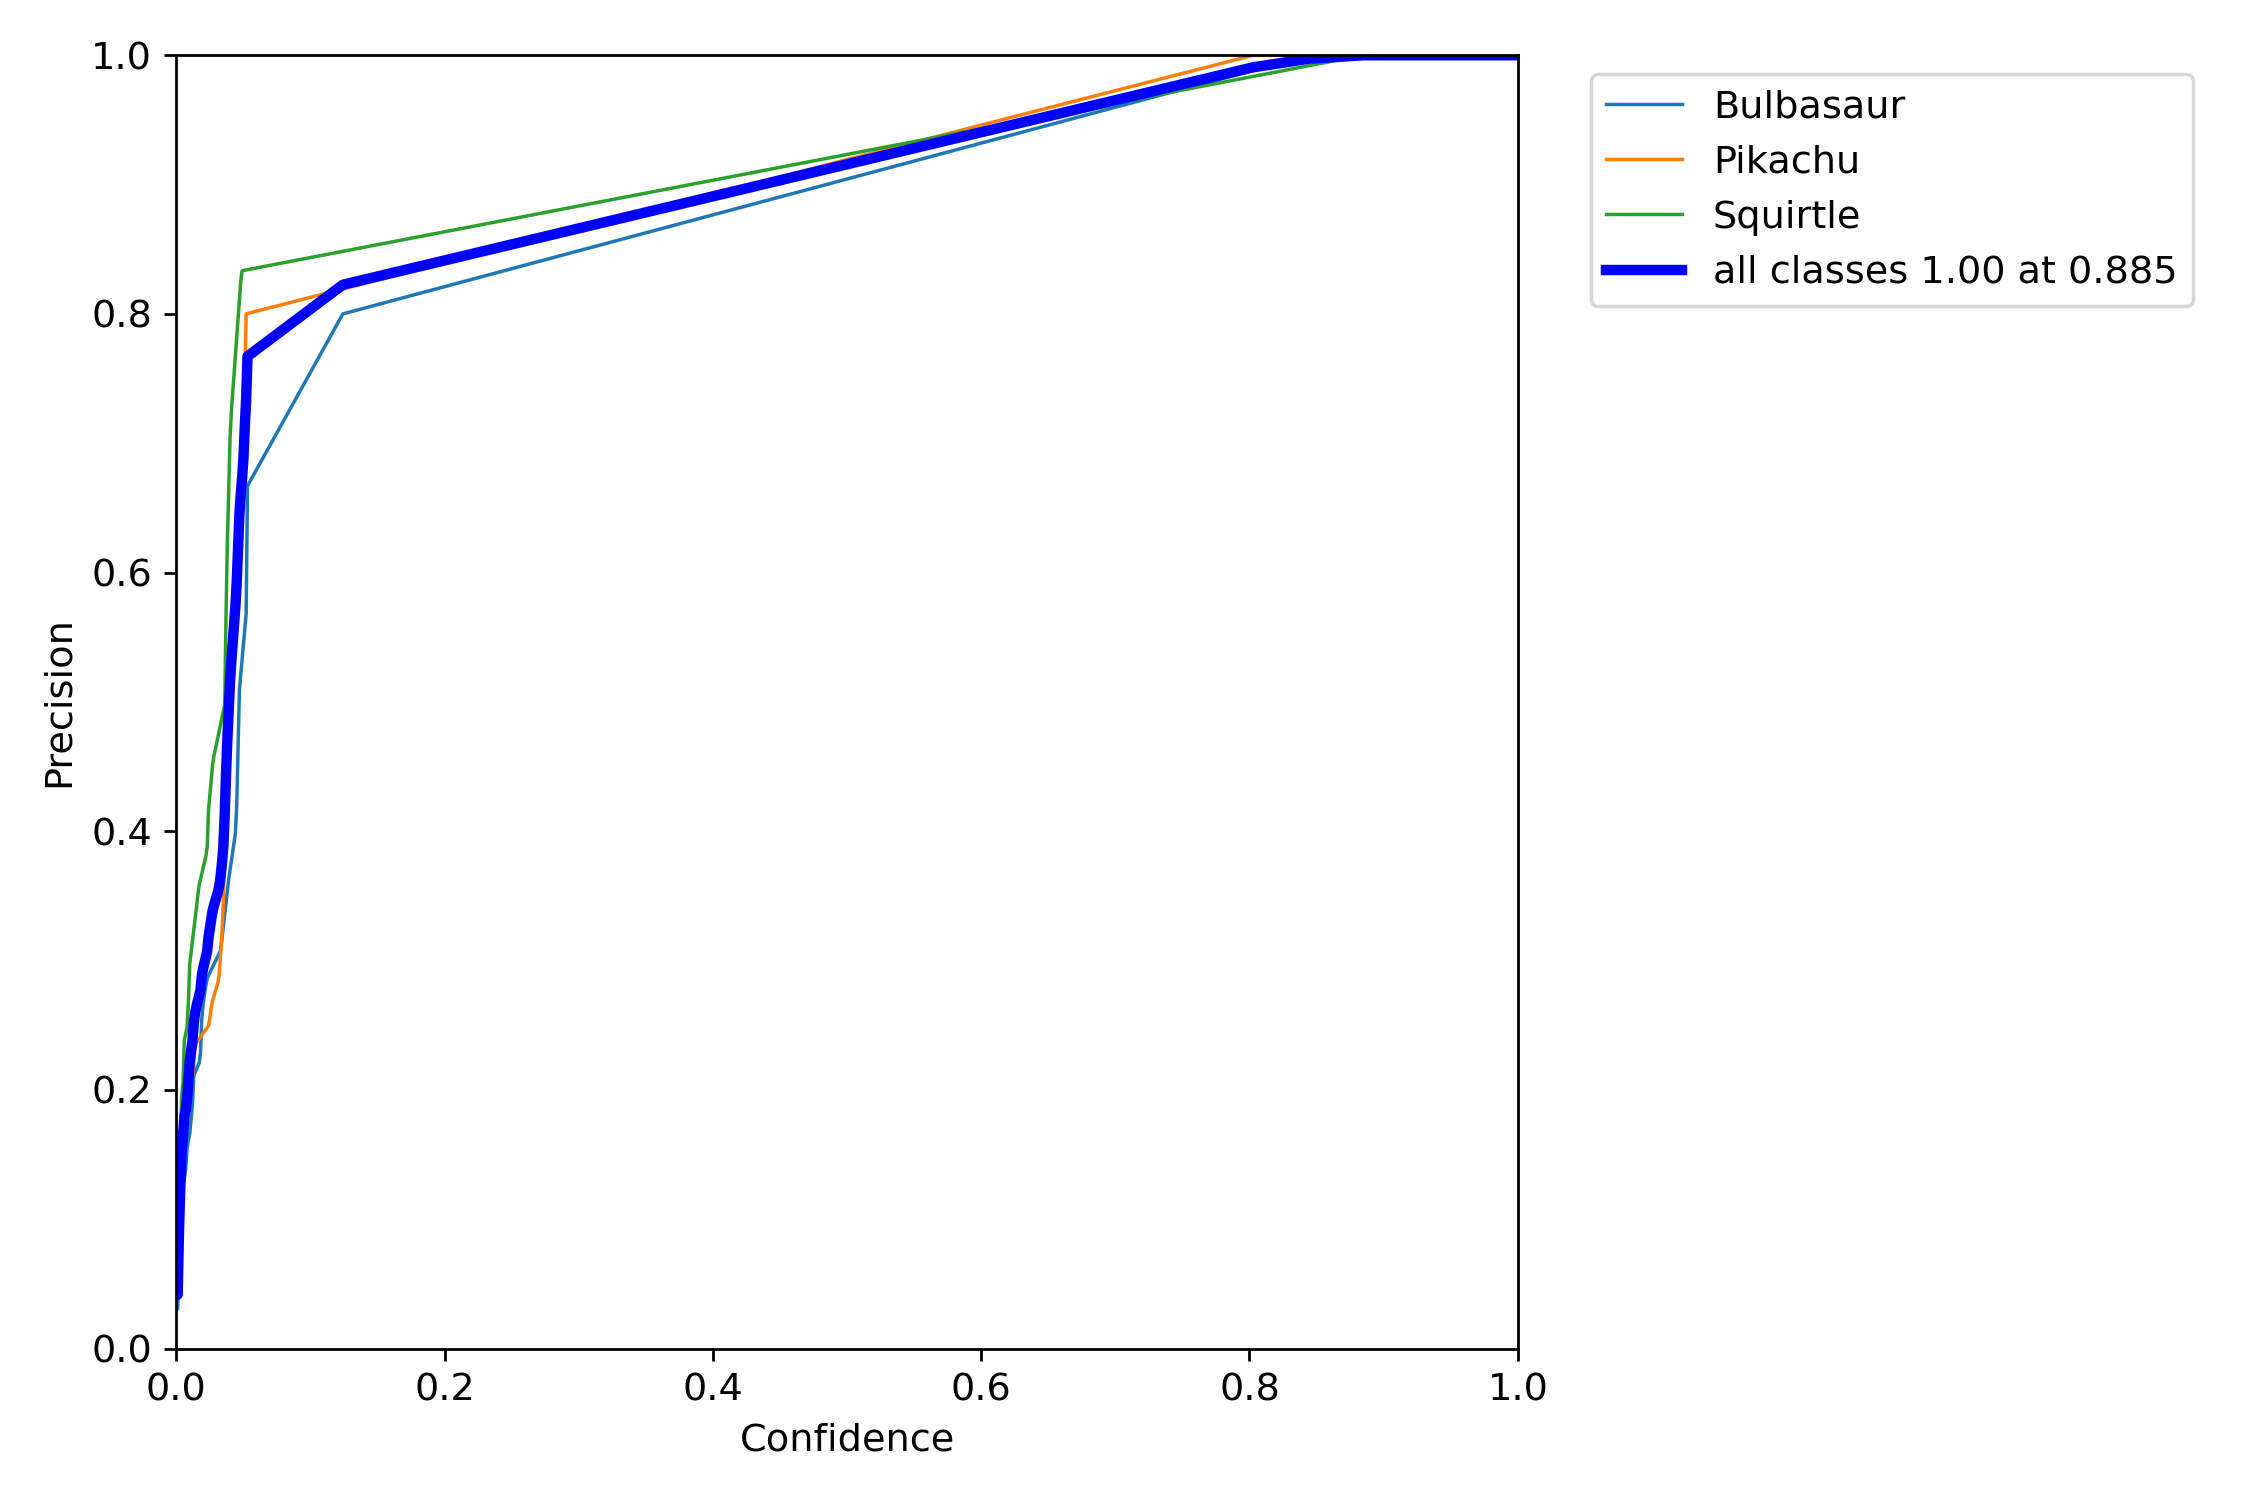 1.0
0.8
0.6
0.4
0.2
0.0
Precision
0.0 0.2 0.4 0.6 0.8 1.0
Confidence
Bulbasaur
Pikachu
Squirtle
all classes 1.00 at 0.885